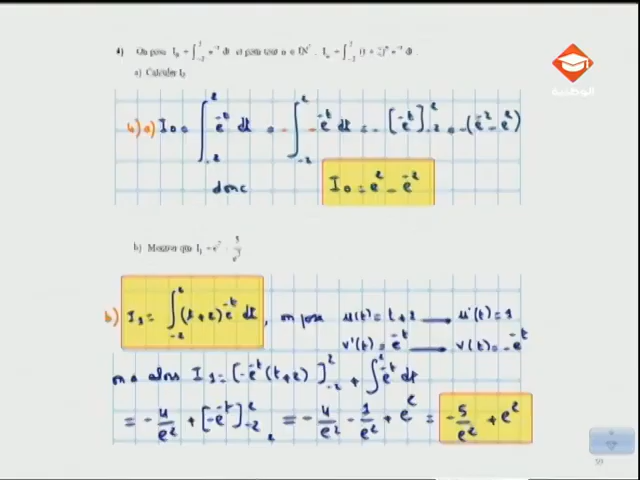 4) On pose I₀ = ∫₋₂² e⁻ᵗ dt et pour tout n ∈ IN*, Iₙ = ∫₋₂² (t + 2)ⁿ e⁻ᵗ dt.
a) Calculer I₀
الوطنية
4) a) I₀ = ∫₋₂² e⁻ᵗ dt = - ∫₋₂² -e⁻ᵗ dt = - [e⁻ᵗ]₋₂² = -(e⁻² - e²)
donc I₀ = e² - e⁻²
b) Montrer que I₁ = e² - 5/e²
b) I₁ = ∫₋₂² (t+2) e⁻ᵗ dt, on pose u(t) = t+2 → u'(t) = 1
v'(t) = e⁻ᵗ → v(t) = -e⁻ᵗ
on a alors I₁ = [-e⁻ᵗ(t+2)]₋₂² + ∫₋₂² e⁻ᵗ dt
= -4/e² + [-e⁻ᵗ]₋₂² = -4/e² - 1/e² + e² = -5/e² + e²
59